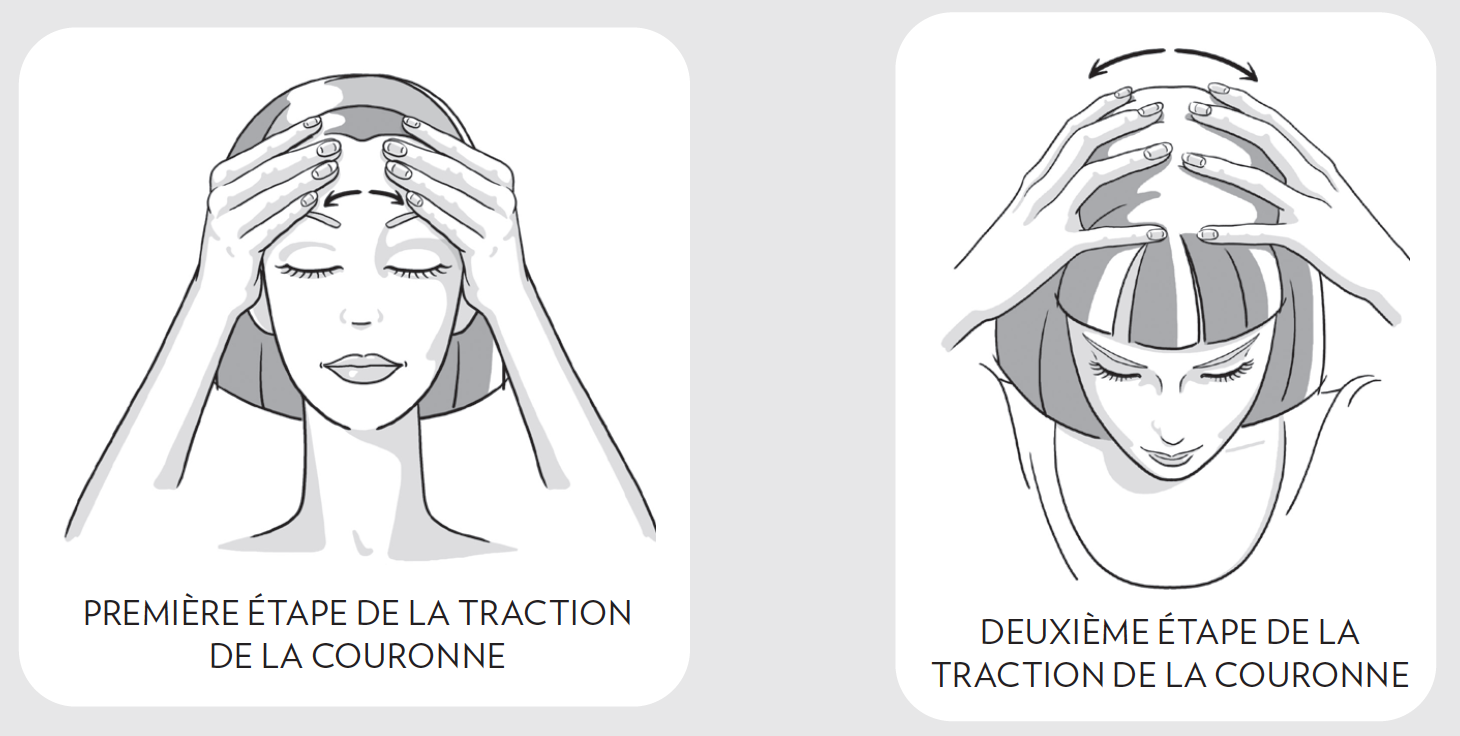 PREMIÈRE ÉTAPE DE LA TRACTION
DE LA COURONNE
DEUXIÈME ÉTAPE DE LA
TRACTION DE LA COURONNE